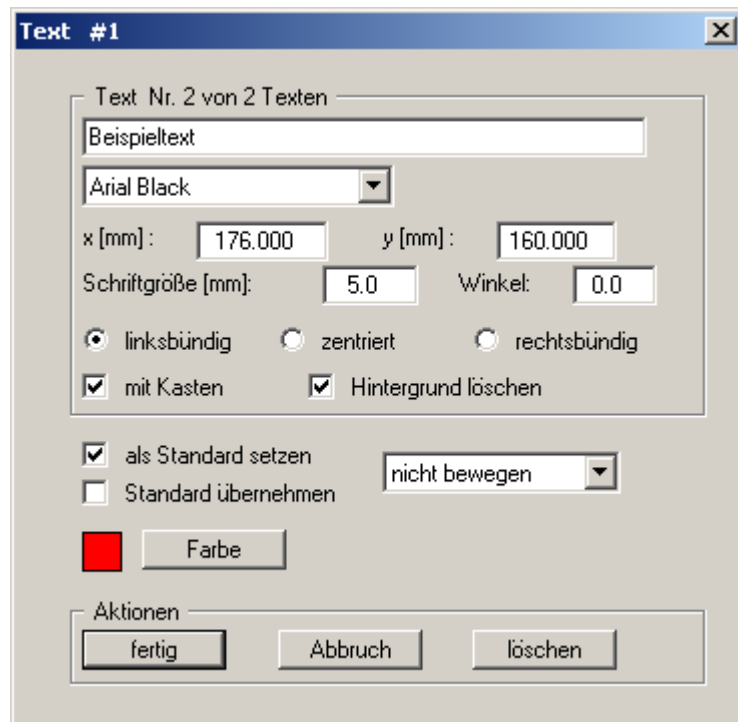 Text #1
Text Nr. 2 von 2 Texten
Beispieltext
Arial Black
x [mm] : 176.000 y [mm] : 160.000
Schriftgröße [mm]: 5.0 Winkel: 0.0
linksbündig zentriert rechtsbündig
mit Kasten Hintergrund löschen
als Standard setzen
nicht bewegen
Standard übernehmen
Farbe
Aktionen
fertig Abbruch löschen